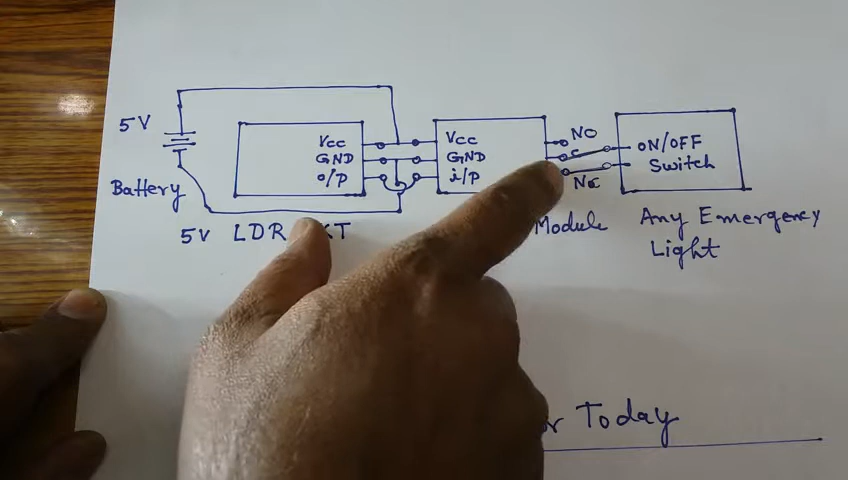 5V
Battery
Vcc
GND
o/p
5V LDR
Vcc
GND
i/p
NO
C
NC
Module
ON/OFF
Switch
Any Emergency
Light
Today